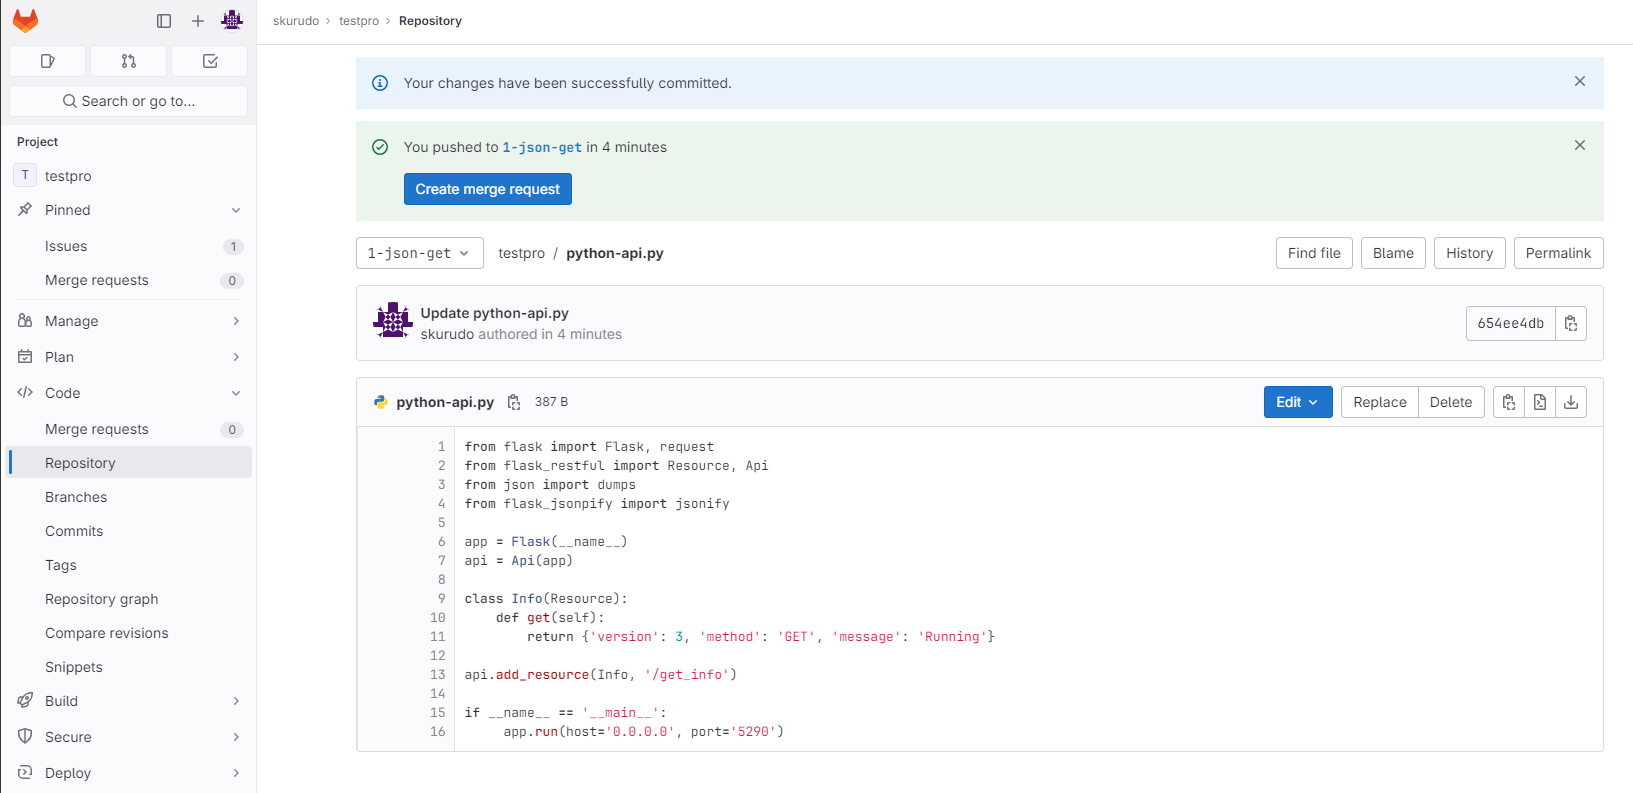 skurudo › testpro › Repository
Search or go to...
Project
T testpro
Pinned
Issues 1
Merge requests 0
Manage
Plan
Code
Merge requests 0
Repository
Branches
Commits
Tags
Repository graph
Compare revisions
Snippets
Build
Secure
Deploy
Your changes have been successfully committed.
You pushed to 1-json-get in 4 minutes
Create merge request
1-json-get testpro / python-api.py Find file Blame History Permalink
Update python-api.py
skurudo authored in 4 minutes
654ee4db
python-api.py 387 B Edit Replace Delete
1 from flask import Flask, request
2 from flask_restful import Resource, Api
3 from json import dumps
4 from flask_jsonpify import jsonify
5
6 app = Flask(__name__)
7 api = Api(app)
8
9 class Info(Resource):
10     def get(self):
11         return {'version': 3, 'method': 'GET', 'message': 'Running'}
12
13 api.add_resource(Info, '/get_info')
14
15 if __name__ == '__main__':
16      app.run(host='0.0.0.0', port='5290')